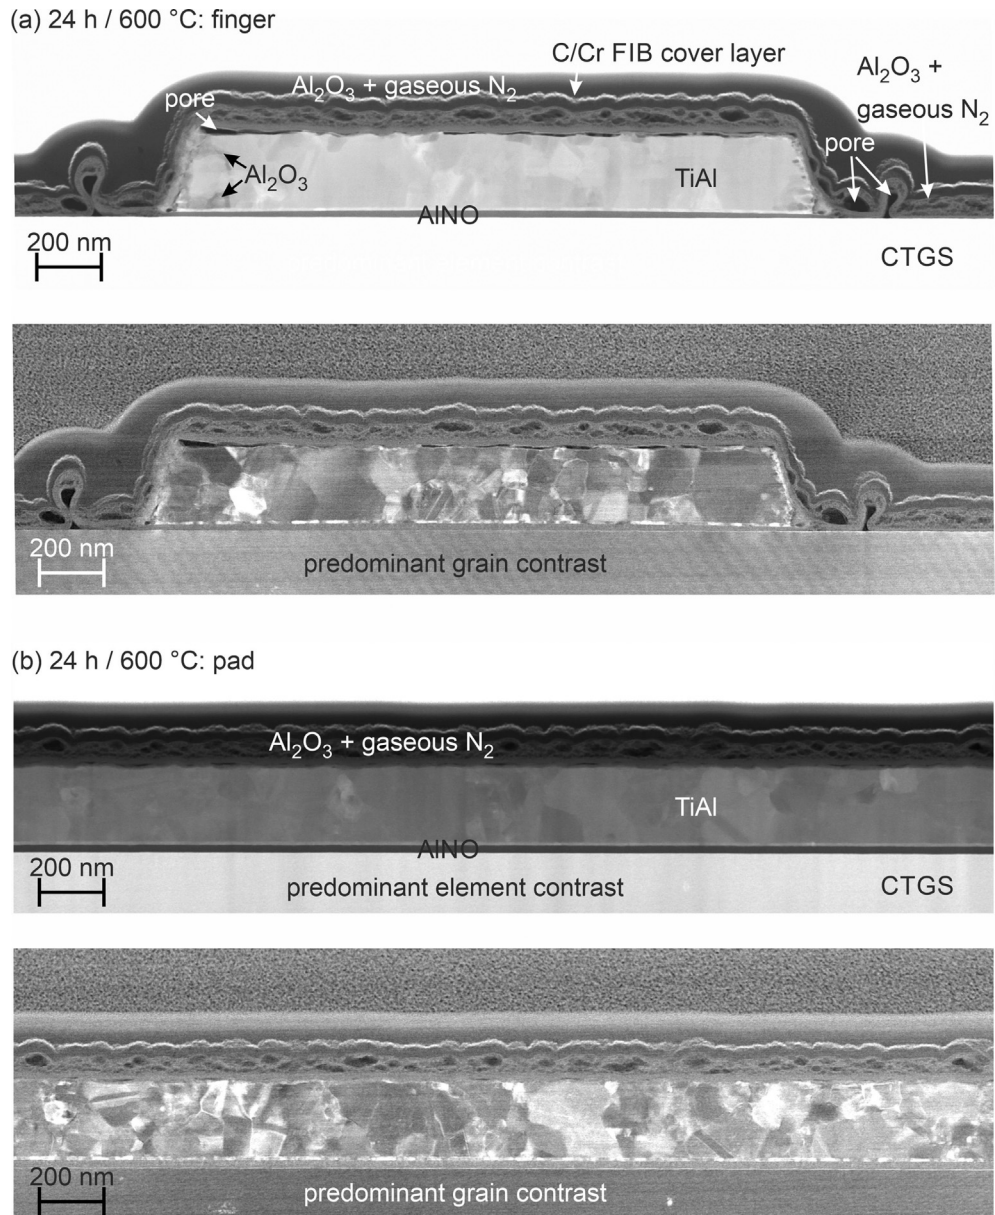 (a) 24 h / 600 °C: finger
C/Cr FIB cover layer
Al₂O₃ +
gaseous N₂
Al₂O₃ + gaseous N₂
pore
pore
Al₂O₃
TiAl
AlNO
200 nm
CTGS
200 nm
predominant grain contrast
(b) 24 h / 600 °C: pad
Al₂O₃ + gaseous N₂
TiAl
AlNO
200 nm
predominant element contrast
CTGS
200 nm
predominant grain contrast